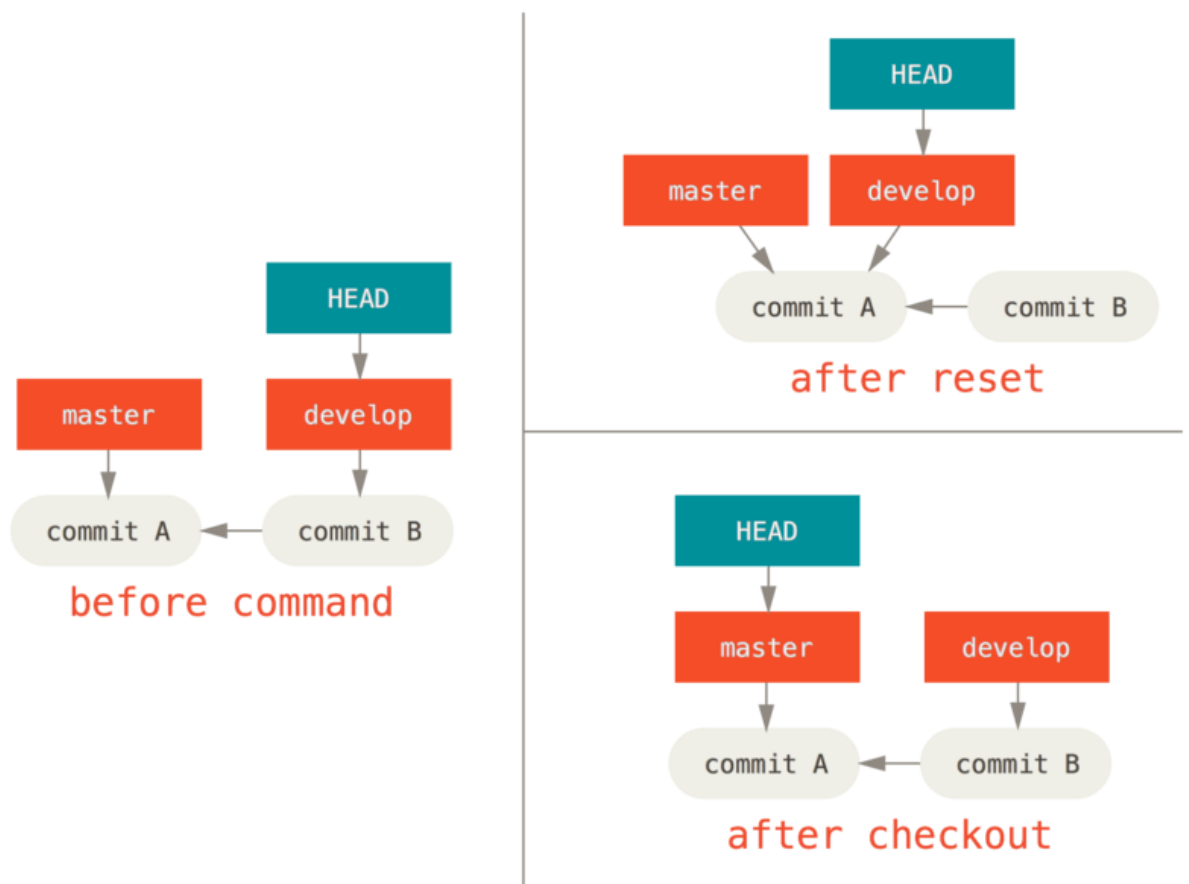 HEAD
master
develop
commit A
commit B
before command
HEAD
master
develop
commit A
commit B
after reset
HEAD
master
develop
commit A
commit B
after checkout